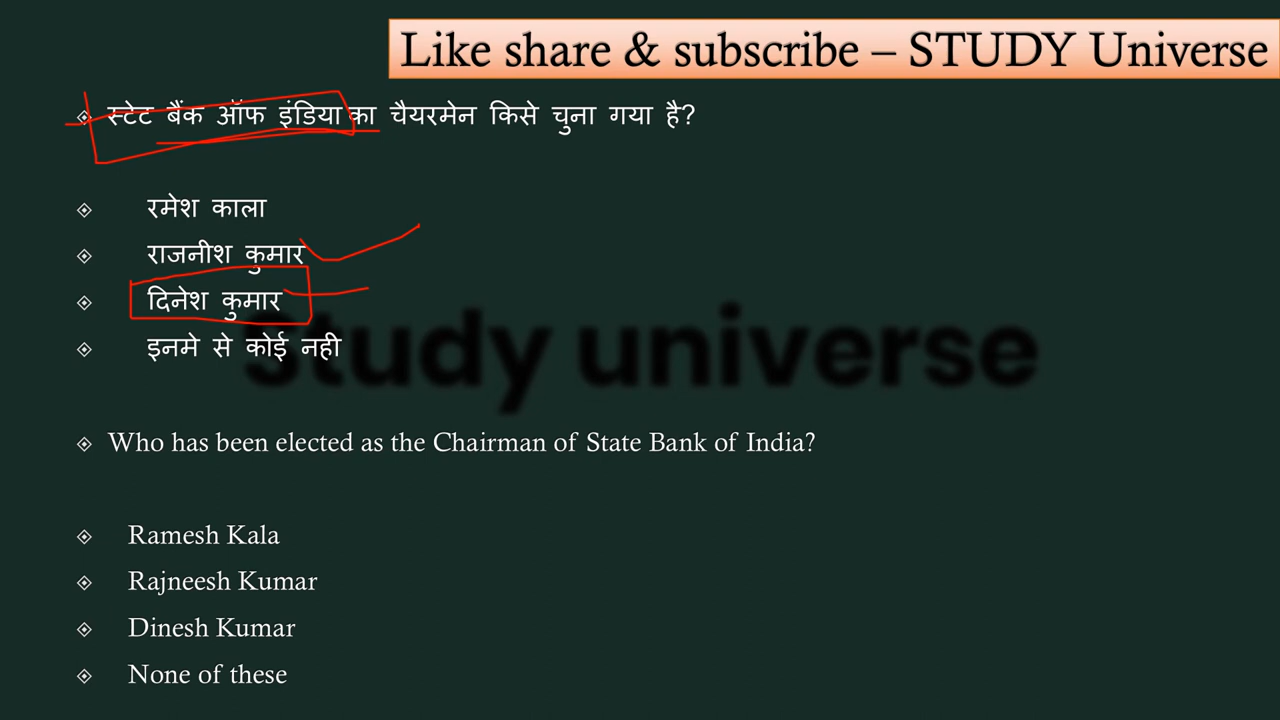 Like share & subscribe – STUDY Universe
स्टेट बैंक ऑफ इंडिया का चैयरमेन किसे चुना गया है?
रमेश काला
राजनीश कुमार
दिनेश कुमार
इनमे से कोई नही
Study universe
Who has been elected as the Chairman of State Bank of India?
Ramesh Kala
Rajneesh Kumar
Dinesh Kumar
None of these